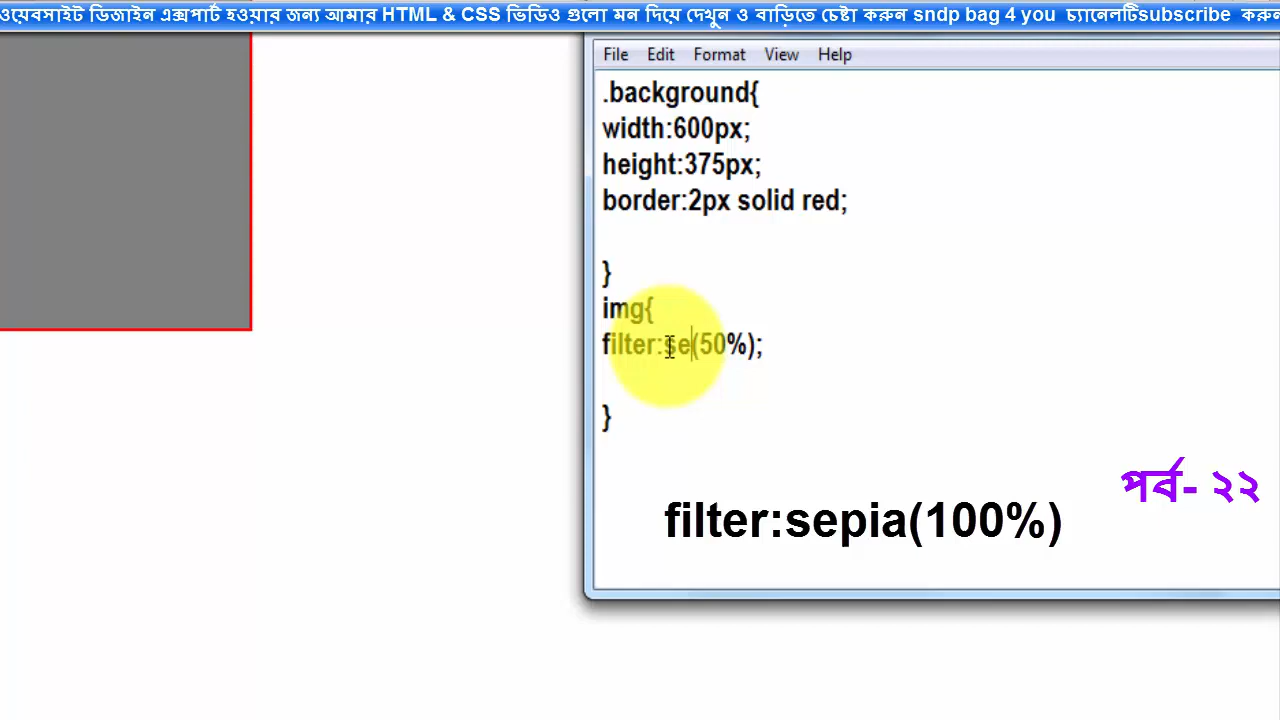 ওয়েবসাইট ডিজাইন এক্সপার্ট হওয়ার জন্য আমার HTML & CSS ভিডিও গুলো মন দিয়ে দেখুন ও বাড়িতে চেষ্টা করুন sndp bag 4 you চ্যানেলটিsubscribe করুন
File Edit Format View Help
.background{
width:600px;
height:375px;
border:2px solid red;
}
img{
filter:se(50%);
}
পর্ব- ২২
filter:sepia(100%)